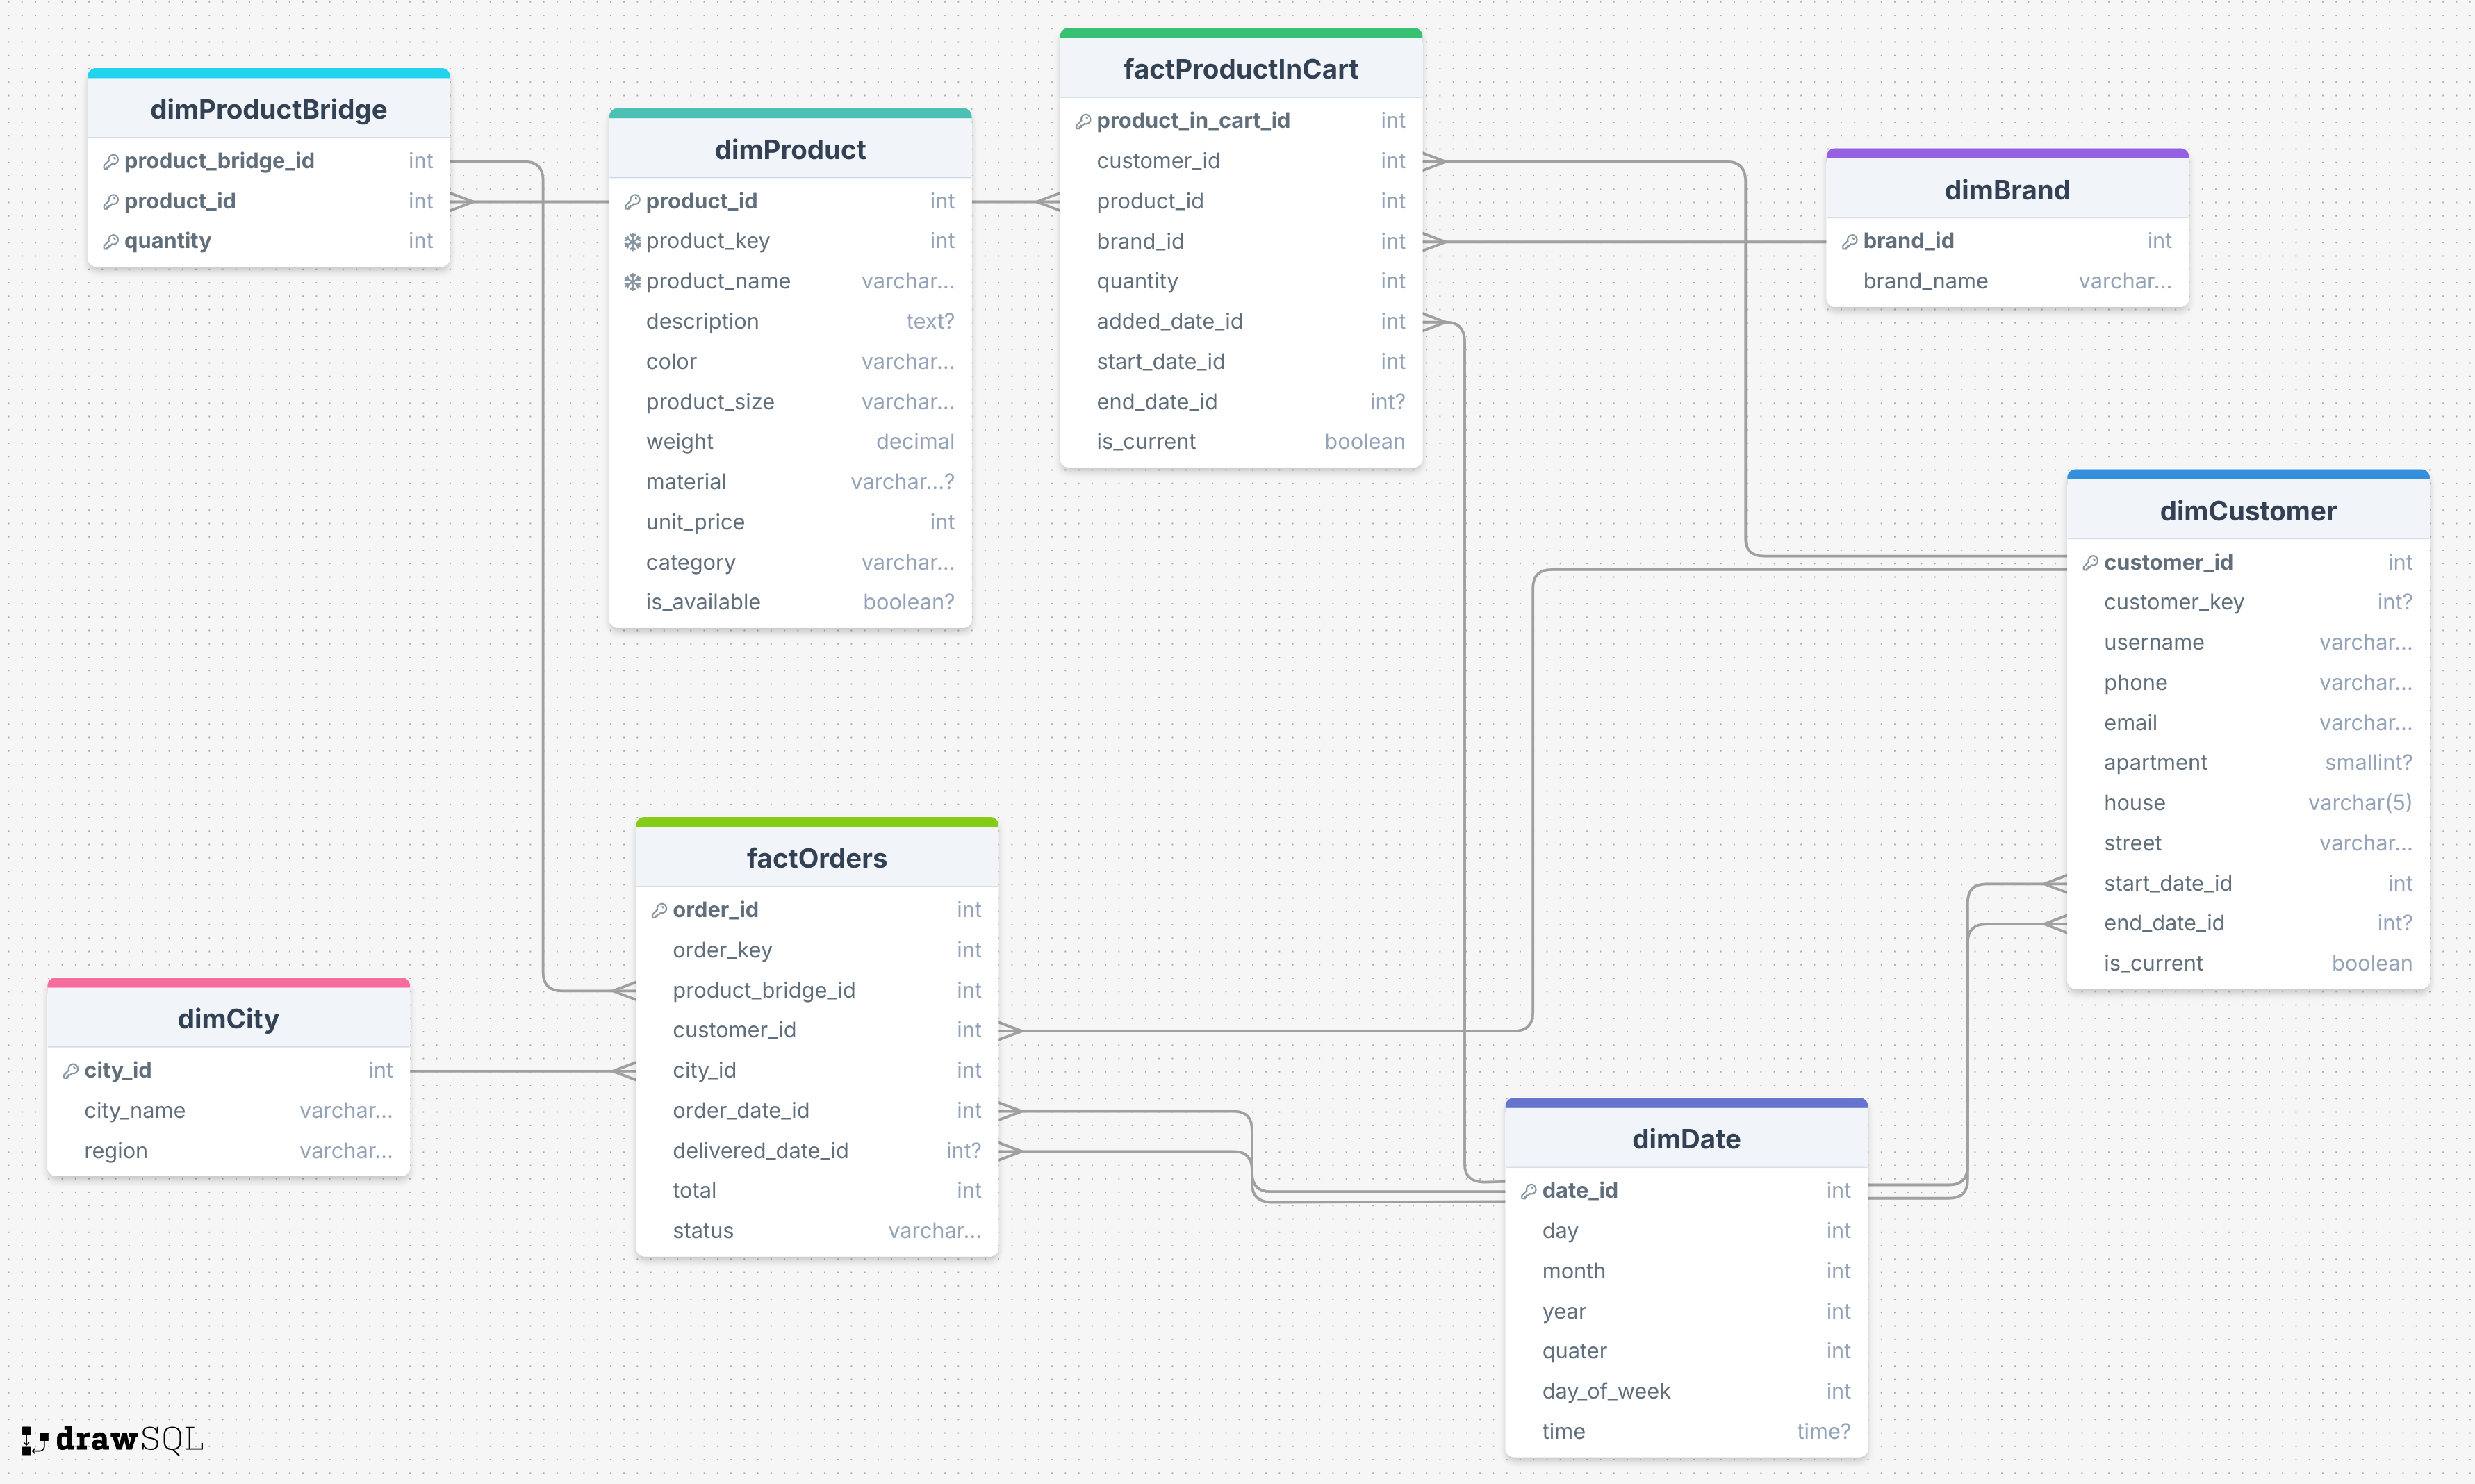 dimProductBridge
product_bridge_id int
product_id int
quantity int
dimProduct
product_id int
product_key int
product_name varchar...
description text?
color varchar...
product_size varchar...
weight decimal
material varchar...?
unit_price int
category varchar...
is_available boolean?
factProductInCart
product_in_cart_id int
customer_id int
product_id int
brand_id int
quantity int
added_date_id int
start_date_id int
end_date_id int?
is_current boolean
dimBrand
brand_id int
brand_name varchar...
dimCustomer
customer_id int
customer_key int?
username varchar...
phone varchar...
email varchar...
apartment smallint?
house varchar(5)
street varchar...
start_date_id int
end_date_id int?
is_current boolean
factOrders
order_id int
order_key int
product_bridge_id int
customer_id int
city_id int
order_date_id int
delivered_date_id int?
total int
status varchar...
dimCity
city_id int
city_name varchar...
region varchar...
dimDate
date_id int
day int
month int
year int
quater int
day_of_week int
time time?
drawSQL